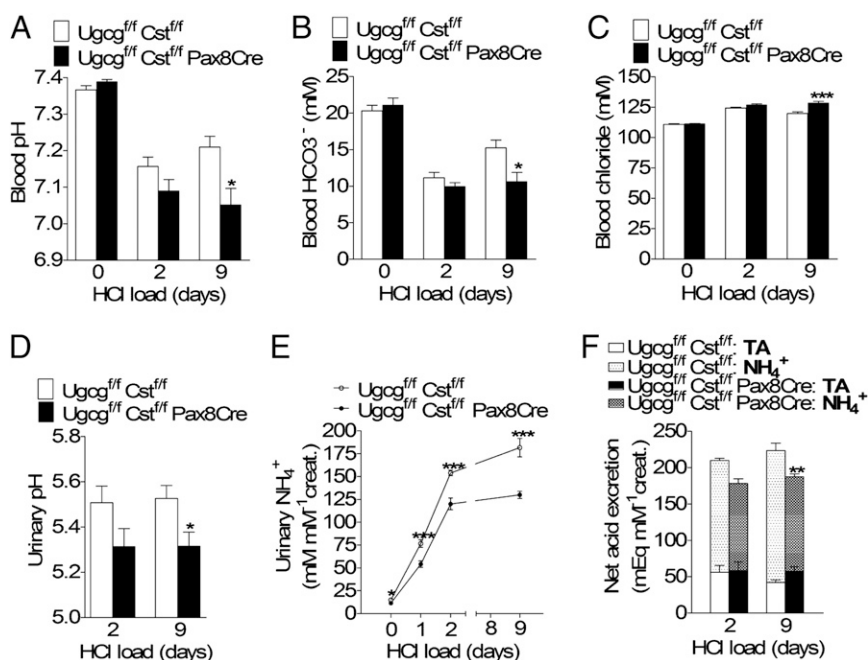 A
Ugcg^f/f Cst^f/f
Ugcg^f/f Cst^f/f Pax8Cre
7.4
7.3
7.2
7.1
7.0
6.9
Blood pH
*
0 2 9
HCl load (days)
B
Ugcg^f/f Cst^f/f
Ugcg^f/f Cst^f/f Pax8Cre
25
20
15
10
5
0
Blood HCO3⁻ (mM)
*
0 2 9
HCl load (days)
C
Ugcg^f/f Cst^f/f
Ugcg^f/f Cst^f/f Pax8Cre
150
125
100
75
50
25
0
Blood chloride (mM)
***
0 2 9
HCl load (days)
D
Ugcg^f/f Cst^f/f
Ugcg^f/f Cst^f/f Pax8Cre
5.8
5.6
5.4
5.2
5.0
Urinary pH
*
2 9
HCl load (days)
E
Ugcg^f/f Cst^f/f
Ugcg^f/f Cst^f/f Pax8Cre
200
175
150
125
100
75
50
25
0
Urinary NH₄⁺
(mM mM⁻¹creat.)
* *** *** ***
0 1 2 8 9
HCl load (days)
F
Ugcg^f/f Cst^f/f: TA
Ugcg^f/f Cst^f/f: NH₄⁺
Ugcg^f/f Cst^f/f Pax8Cre: TA
Ugcg^f/f Cst^f/f Pax8Cre: NH₄⁺
250
200
150
100
50
0
Net acid excretion
(mEq mM⁻¹creat.)
**
2 9
HCl load (days)